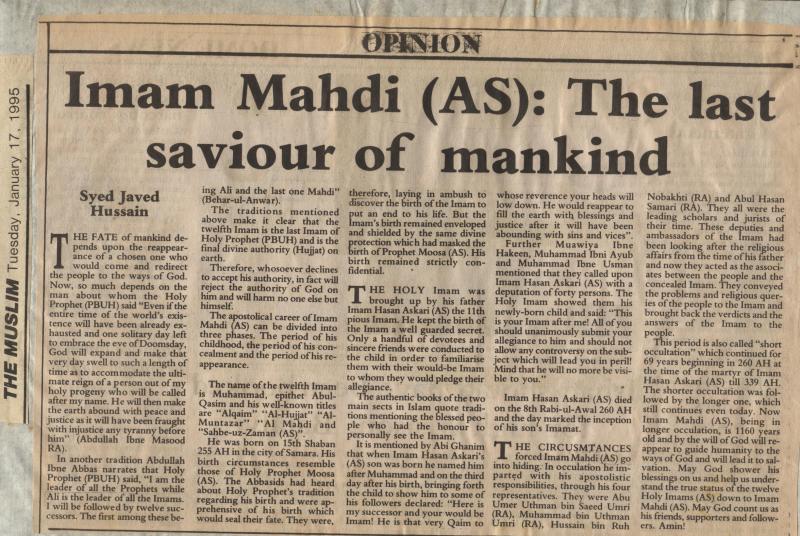 THE MUSLIM Tuesday, January 17, 1995
OPINION
Imam Mahdi (AS): The last
saviour of mankind
Syed Javed
Hussain
THE FATE of mankind de-
pends upon the reappear-
ance of a chosen one who
would come and redirect
the people to the ways of God.
Now, so much depends on the
man about whom the Holy
Prophet (PBUH) said "Even if the
entire time of the world's exis-
tence will have been already ex-
hausted and one solitary day left
to embrace the eve of Doomsday,
God will expand and make that
very day swell to such a length of
time as to accommodate the ulti-
mate reign of a person out of my
holy progeny who will be called
after my name. He will then make
the earth abound with peace and
justice as it will have been fraught
with injustice any tyranny before
him" (Abdullah Ibne Masood
RA).
In another tradition Abdullah
Ibne Abbas narrates that Holy
Prophet (PBUH) said, "I am the
leader of all the Prophets while
Ali is the leader of all the Imams.
I will be followed by twelve suc-
cessors. The first among these be-
ing Ali and the last one Mahdi"
(Behar-ul-Anwar).
The traditions mentioned
above make it clear that the
twelfth Imam is the last Imam of
Holy Prophet (PBUH) and is the
final divine authority (Hujjat) on
earth.
Therefore, whosoever declines
to accept his authority, in fact will
reject the authority of God on
him and will harm no one else but
himself.
The apostolical career of Imam
Mahdi (AS) can be divided into
three phases. The period of his
childhood, the period of his con-
cealment and the period of his re-
appearance.
The name of the twelfth Imam
is Muhammad, epithet Abul-
Qasim and his well-known titles
are "Alqaim" "Al-Hujjat" "Al-
Muntazar" "Al Mahdi and
"Sahbe-uz-Zaman (AS)".
He was born on 15th Shaban
255 AH in the city of Samara. His
birth circumstances resemble
those of Holy Prophet Moosa
(AS). The Abbasids had heard
about Holy Prophet's tradition
regarding his birth and were ap-
prehensive of his birth which
would seal their fate. They were,
therefore, laying in ambush to
discover the birth of the Imam to
put an end to his life. But the
Imam's birth remained enveloped
and shielded by the same divine
protection which had masked the
birth of Prophet Moosa (AS). His
birth remained strictly con-
fidential.
THE HOLY Imam was
brought up by his father
Imam Hasan Askari (AS) the 11th
pious Imam. He kept the birth of
the Imam a well guarded secret.
Only a handful of devotees and
sincere friends were conducted to
the child in order to familiarise
them with their would-be Imam
to whom they would pledge their
allegiance.
The authentic books of the two
main sects in Islam quote tradi-
tions mentioning the blessed peo-
ple who had the honour to
personally see the Imam.
It is mentioned by Abi Ghanim
that when Imam Hasan Askari's
(AS) son was born he named him
after Muhammad and on the third
day after his birth, bringing forth
the child to show him to some of
his followers declared: "Here is
my successor and your would be
Imam! He is that very Qaim to
whose reverence your heads will
low down. He would reappear to
fill the earth with blessings and
justice after it will have been
abounding with sins and vices".
Further Muawiya Ibne
Hakeen, Muhammad Ibni Ayub
and Muhammad Ibne Usman
mentioned that they called upon
Imam Hasan Askari (AS) with a
deputation of forty persons. The
Holy Imam showed them his
newly-born child and said: "This
is your Imam after me! All of you
should unanimously submit your
allegiance to him and should not
allow any controversy on the sub-
ject which will lead you in peril!
Mind that he will no more be visi-
ble to you."
Imam Hasan Askari (AS) died
on the 8th Rabi-ul-Awal 260 AH
and the day marked the inception
of his son's Imamat.
THE CIRCUMSTANCES
forced Imam Mahdi (AS) go
into hiding. In occulation he im-
parted with his apostolistic
responsibilities, through his four
representatives. They were Abu
Umer Uthman bin Saeed Umri
(RA), Muhammad bin Uthman
Umri (RA), Hussain bin Ruh
Nobakhti (RA) and Abul Hasan
Samari (RA). They all were the
leading scholars and jurists of
their time. These deputies and
ambassadors of the Imam had
been looking after the religious
affairs from the time of his father
and now they acted as the associ-
ates between the people and the
concealed Imam. They conveyed
the problems and religious quer-
ies of the people to the Imam and
brought back the verdicts and the
answers of the Imam to the
people.
This period is also called "short
occultation" which continued for
69 years beginning in 260 AH at
the time of the martyr of Imam
Hasan Askari (AS) till 339 AH.
The shorter occultation was fol-
lowed by the longer one, which
still continues even today. Now
Imam Mahdi (AS), being in
longer occulation, is 1160 years
old and by the will of God will re-
appear to guide humanity to the
ways of God and will lead it to sal-
vation. May God shower His
blessings on us and help us under-
stand the true status of the twelve
Holy Imams (AS) down to Imam
Mahdi (AS). May God count us as
his friends, supporters and follow-
ers. Amin!